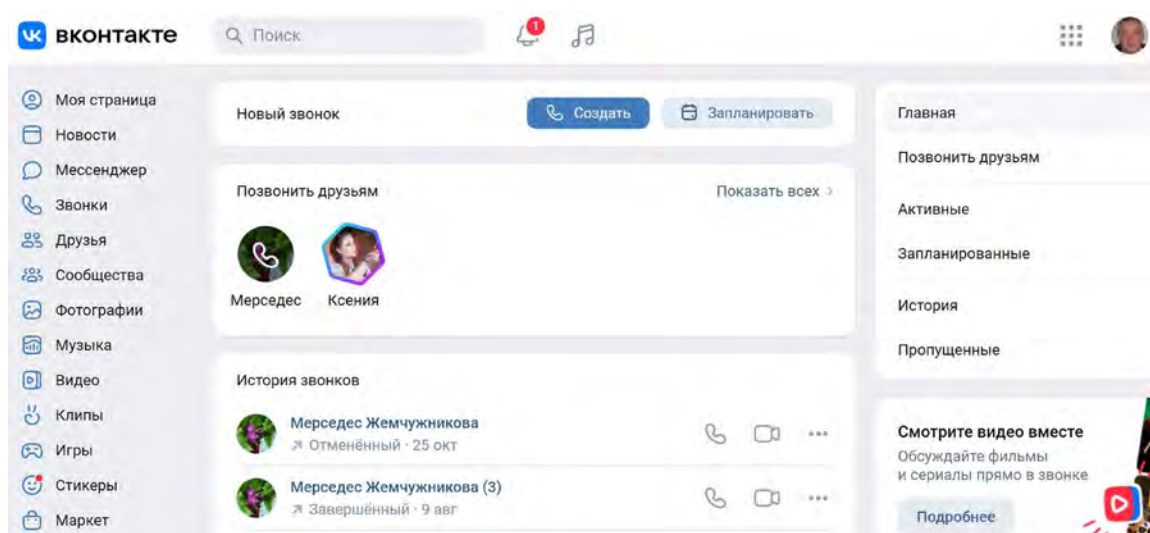 вконтакте
Поиск
1
Моя страница
Новости
Мессенджер
Звонки
Друзья
Сообщества
Фотографии
Музыка
Видео
Клипы
Игры
Стикеры
Маркет
Новый звонок
Создать
Запланировать
Позвонить друзьям
Показать всех
Мерседес
Ксения
История звонков
Мерседес Жемчужникова
Отменённый · 25 окт
Мерседес Жемчужникова (3)
Завершённый · 9 авг
Главная
Позвонить друзьям
Активные
Запланированные
История
Пропущенные
Смотрите видео вместе
Обсуждайте фильмы
и сериалы прямо в звонке
Подробнее